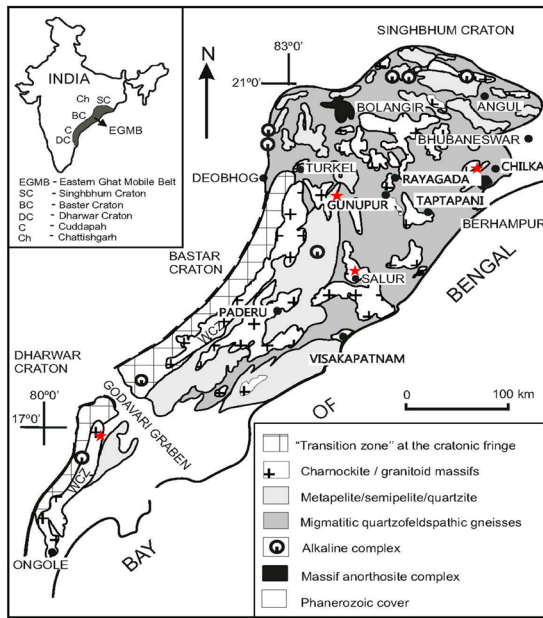 SINGHBHUM CRATON
INDIA
Ch SC
BC
EGMB
C
DC
EGMB - Eastern Ghat Mobile Belt
SC - Singhbhum Craton
BC - Baster Craton
DC - Dharwar Craton
C - Cuddapah
Ch - Chattishgarh
N
83°0'
21°0'
BOLANGIR
ANGUL
BHUBANESWAR
DEOBHOG
TURKEL
RAYAGADA
CHILKA
GUNUPUR
TAPTAPANI
BERHAMPUR
BASTAR
CRATON
SALUR
BENGAL
WCZ
PADERU
VISAKAPATNAM
DHARWAR
CRATON
80°0'
17°0'
GODAVARI GRABEN
OF
0 100 km
WCZ
BAY
ONGOLE
"Transition zone" at the cratonic fringe
Charnockite / granitoid massifs
Metapelite/semipelite/quartzite
Migmatitic quartzofeldspathic gneisses
Alkaline complex
Massif anorthosite complex
Phanerozoic cover